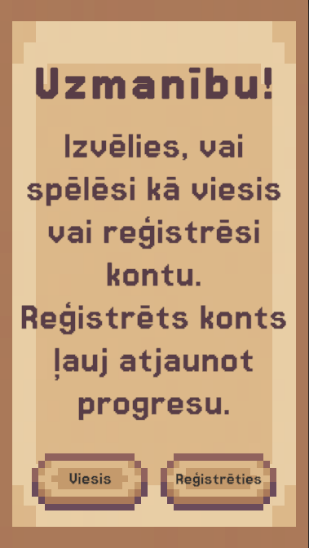 Uzmanību!
Izvēlies, vai
spēlēsi kā viesis
vai reģistrēsi
kontu.
Reģistrēts konts
ļauj atjaunot
progresu.
Viesis
Reģistrēties